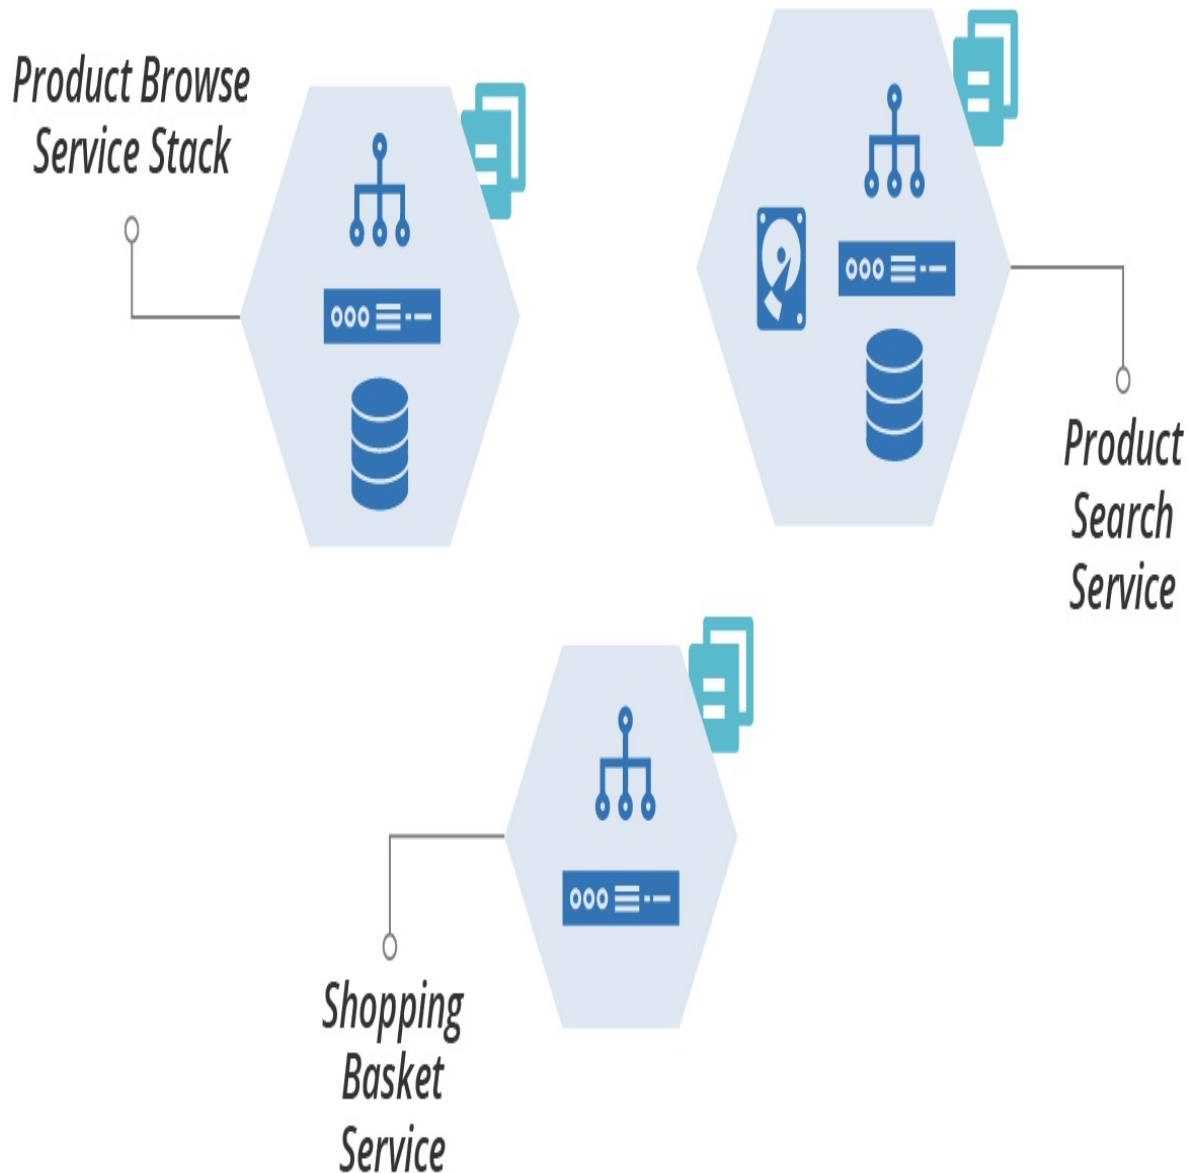 Product Browse
Service Stack
Product
Search
Service
Shopping
Basket
Service